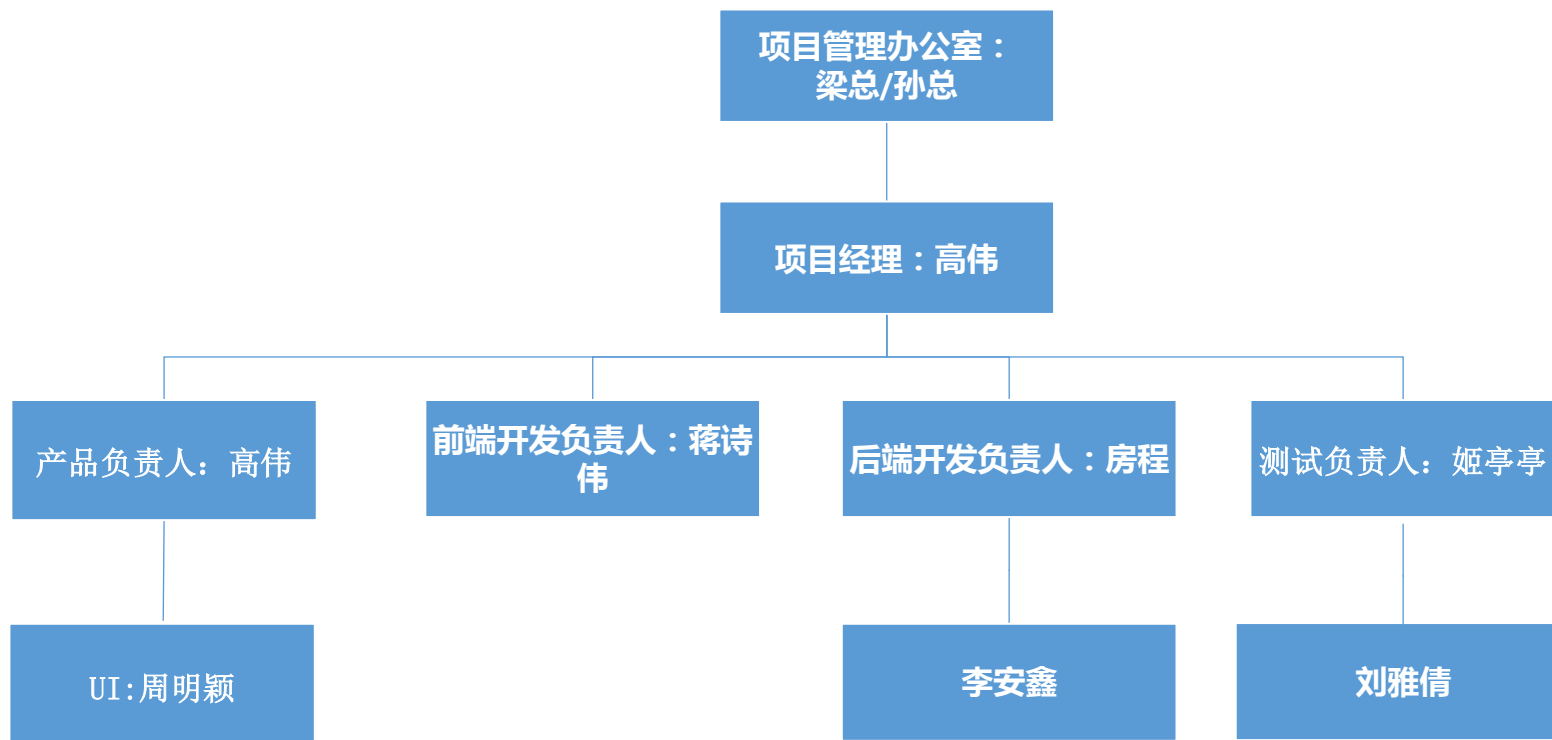 项目管理办公室：
梁总/孙总
项目经理：高伟
产品负责人：高伟
前端开发负责人：蒋诗
伟
后端开发负责人：房程
测试负责人：姬亭亭
UI:周明颖
李安鑫
刘雅倩